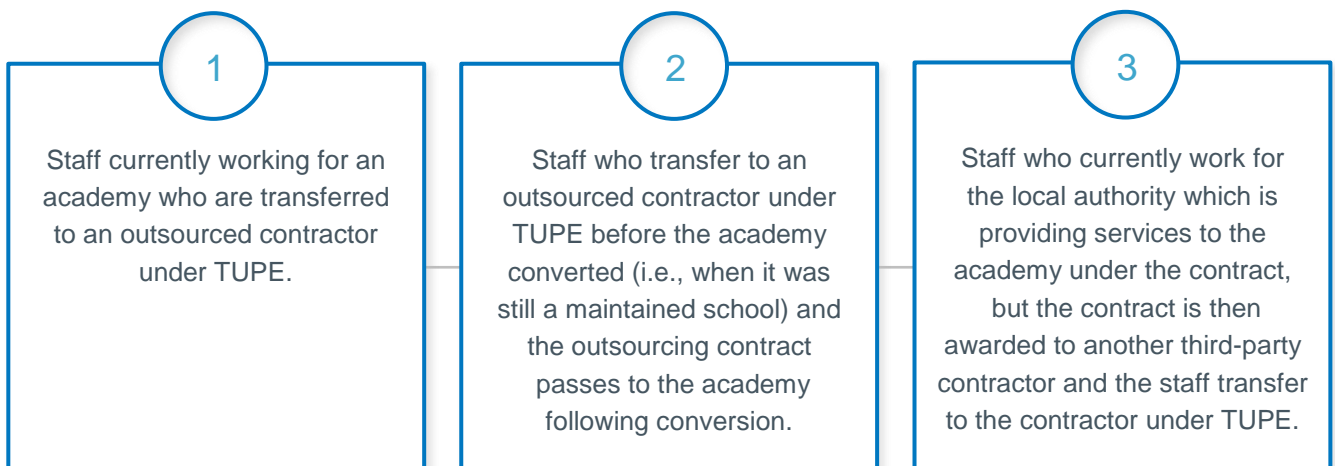 1
Staff currently working for an
academy who are transferred
to an outsourced contractor
under TUPE.
2
Staff who transfer to an
outsourced contractor under
TUPE before the academy
converted (i.e., when it was
still a maintained school) and
the outsourcing contract
passes to the academy
following conversion.
3
Staff who currently work for
the local authority which is
providing services to the
academy under the contract,
but the contract is then
awarded to another third-party
contractor and the staff transfer
to the contractor under TUPE.